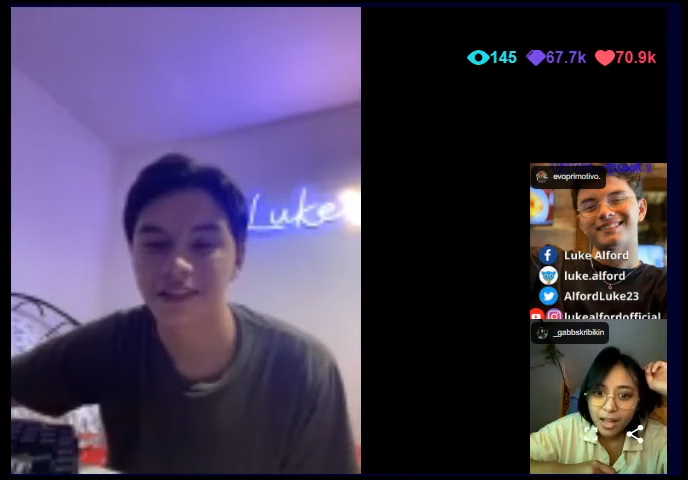 145 67.7k 70.9k
Luke
evoprimotivo.
Luke Alford
luke.alford
AlfordLuke23
lukealfordofficial
_gabbskribikin